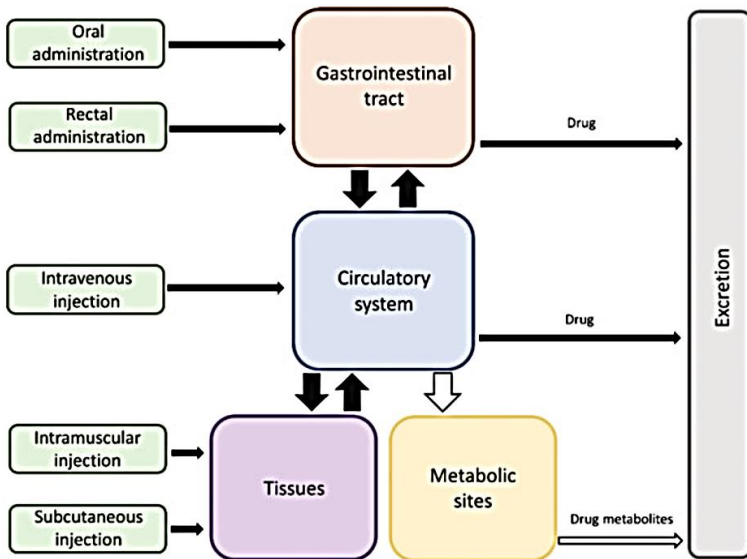 Oral
administration
Gastrointestinal
tract
Rectal
administration
Drug
Intravenous
injection
Circulatory
system
Drug
Excretion
Intramuscular
injection
Tissues
Metabolic
sites
Subcutaneous
injection
Drug metabolites